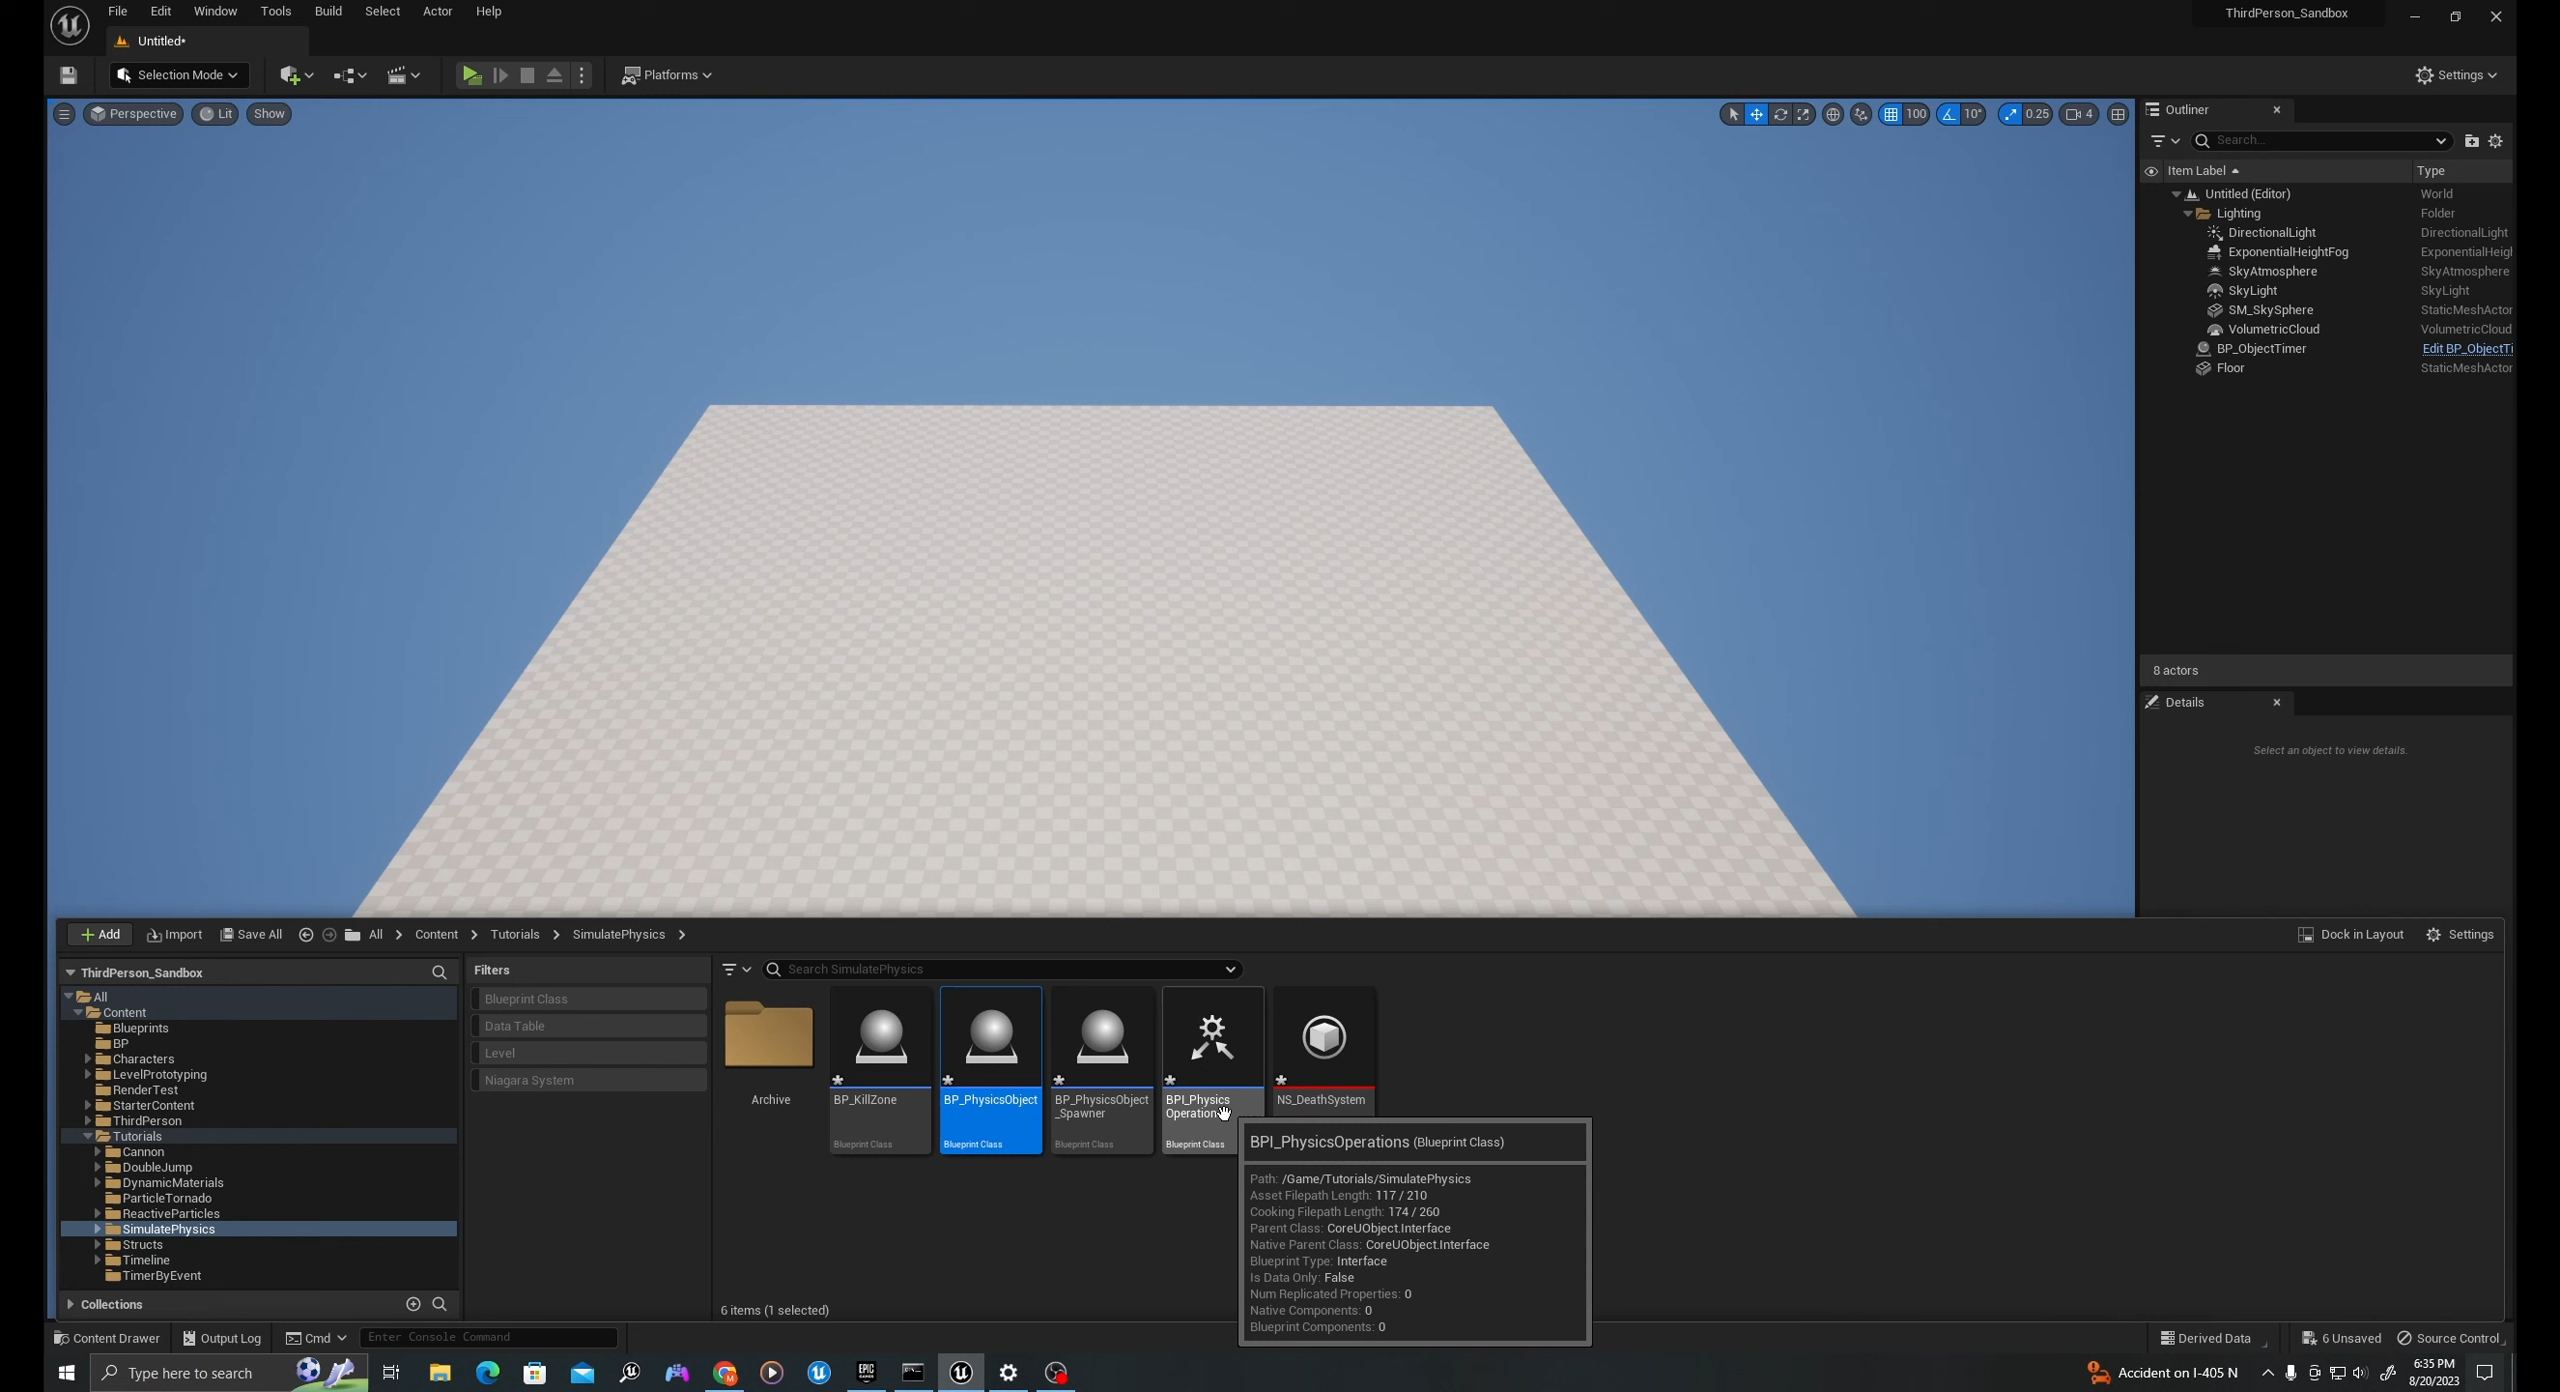 File Edit Window Tools Build Select Actor Help
ThirdPerson_Sandbox
Untitled*
Selection Mode
Platforms
Settings
Perspective Lit Show
100 10° 0.25 4
Outliner
Search...
Item Label Type
Untitled (Editor) World
Lighting Folder
DirectionalLight DirectionalLight
ExponentialHeightFog ExponentialHeigh
SkyAtmosphere SkyAtmosphere
SkyLight SkyLight
SM_SkySphere StaticMeshActor
VolumetricCloud VolumetricCloud
BP_ObjectTimer Edit BP_ObjectTi
Floor StaticMeshActor
8 actors
Details
Select an object to view details.
Add Import Save All All Content Tutorials SimulatePhysics
Dock in Layout Settings
ThirdPerson_Sandbox
All
Content
Blueprints
BP
Characters
LevelPrototyping
RenderTest
StarterContent
ThirdPerson
Tutorials
Cannon
DoubleJump
DynamicMaterials
ParticleTornado
ReactiveParticles
SimulatePhysics
Structs
Timeline
TimerByEvent
Collections
Filters
Blueprint Class
Data Table
Level
Niagara System
Search SimulatePhysics
Archive
BP_KillZone
Blueprint Class
BP_PhysicsObject
Blueprint Class
BP_PhysicsObject
_Spawner
Blueprint Class
BPI_Physics
Operation
Blueprint Class
NS_DeathSystem
BPI_PhysicsOperations (Blueprint Class)
Path: /Game/Tutorials/SimulatePhysics
Asset Filepath Length: 117 / 210
Cooking Filepath Length: 174 / 260
Parent Class: CoreUObject.Interface
Native Parent Class: CoreUObject.Interface
Blueprint Type: Interface
Is Data Only: False
Num Replicated Properties: 0
Native Components: 0
Blueprint Components: 0
6 items (1 selected)
Content Drawer Output Log Cmd Enter Console Command
Derived Data 6 Unsaved Source Control
Type here to search
EPIC
GAMES
Accident on I-405 N
6:35 PM
8/20/2023